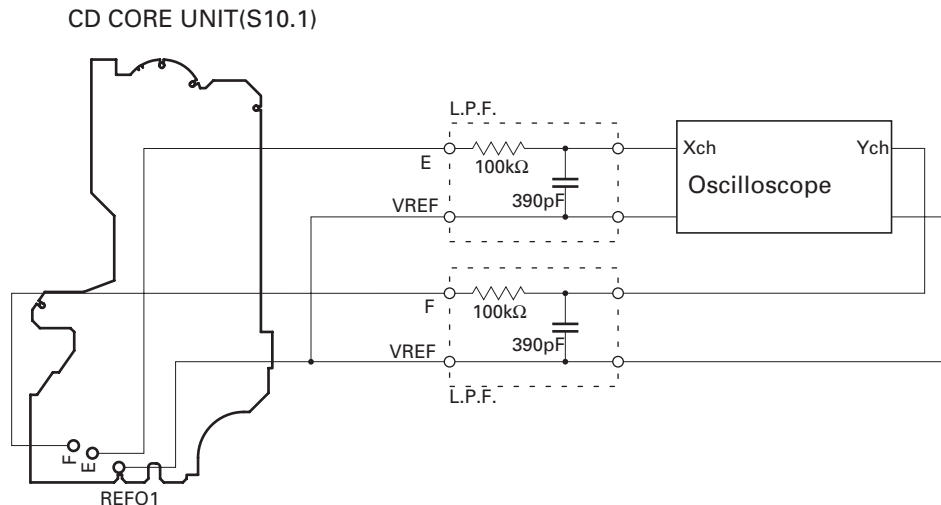 CD CORE UNIT(S10.1)
L.P.F.
E
100kΩ
390pF
VREF
Xch
Ych
Oscilloscope
F
100kΩ
390pF
VREF
L.P.F.
F
E
REFO1